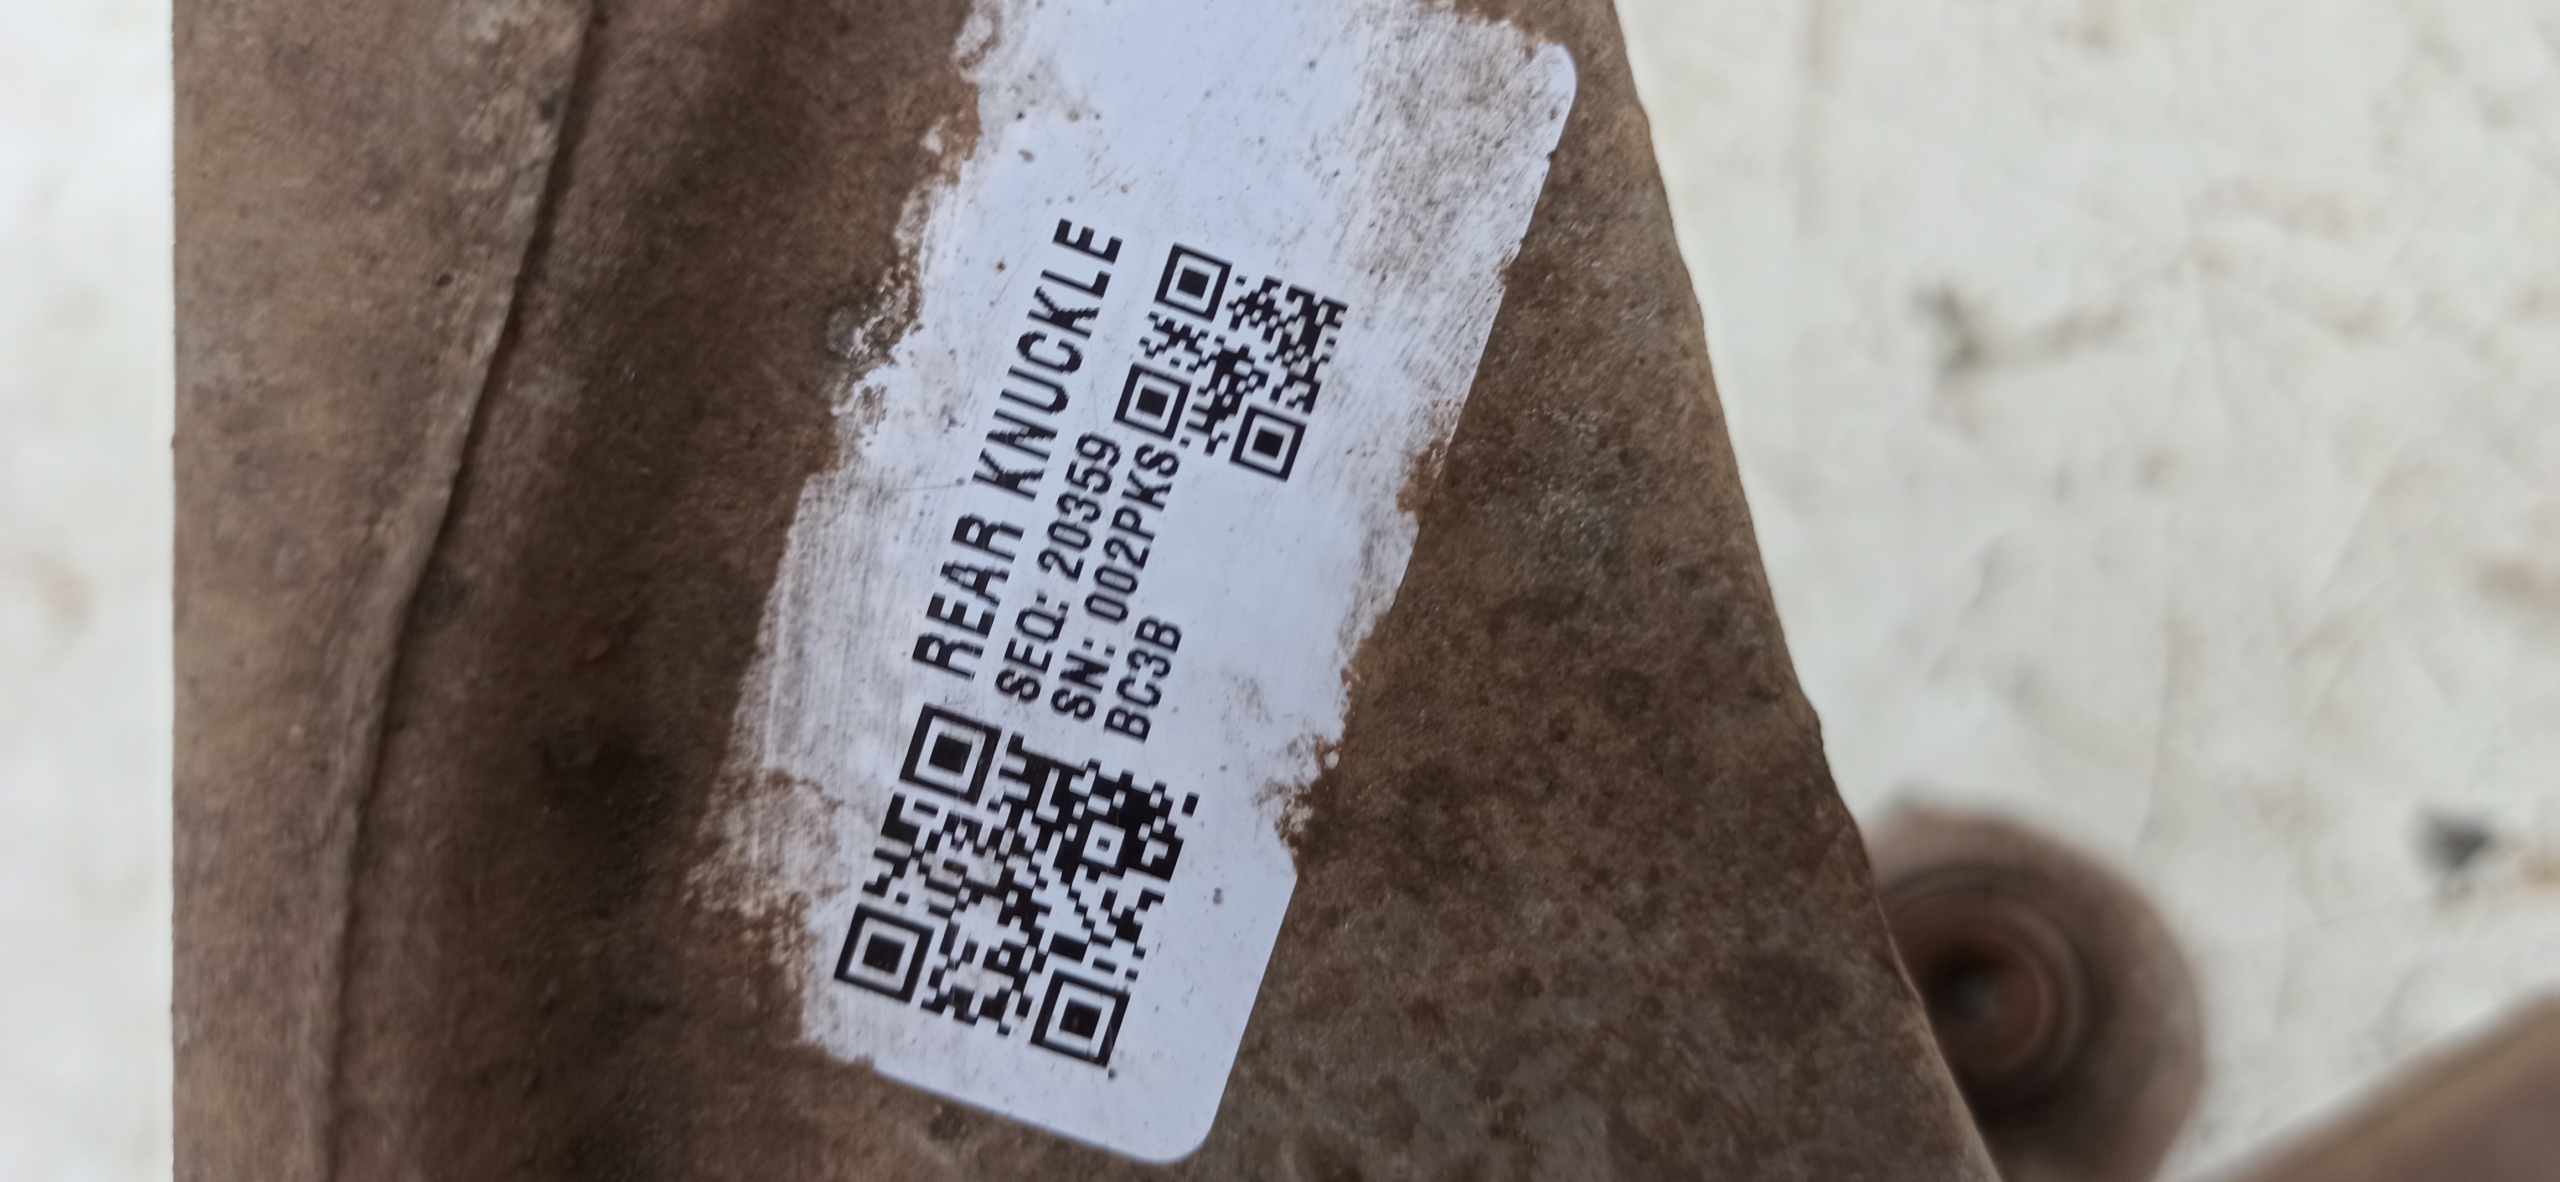 REAR KNUCKLE
SEQ: 20359
SN: 002PKS
BC3B